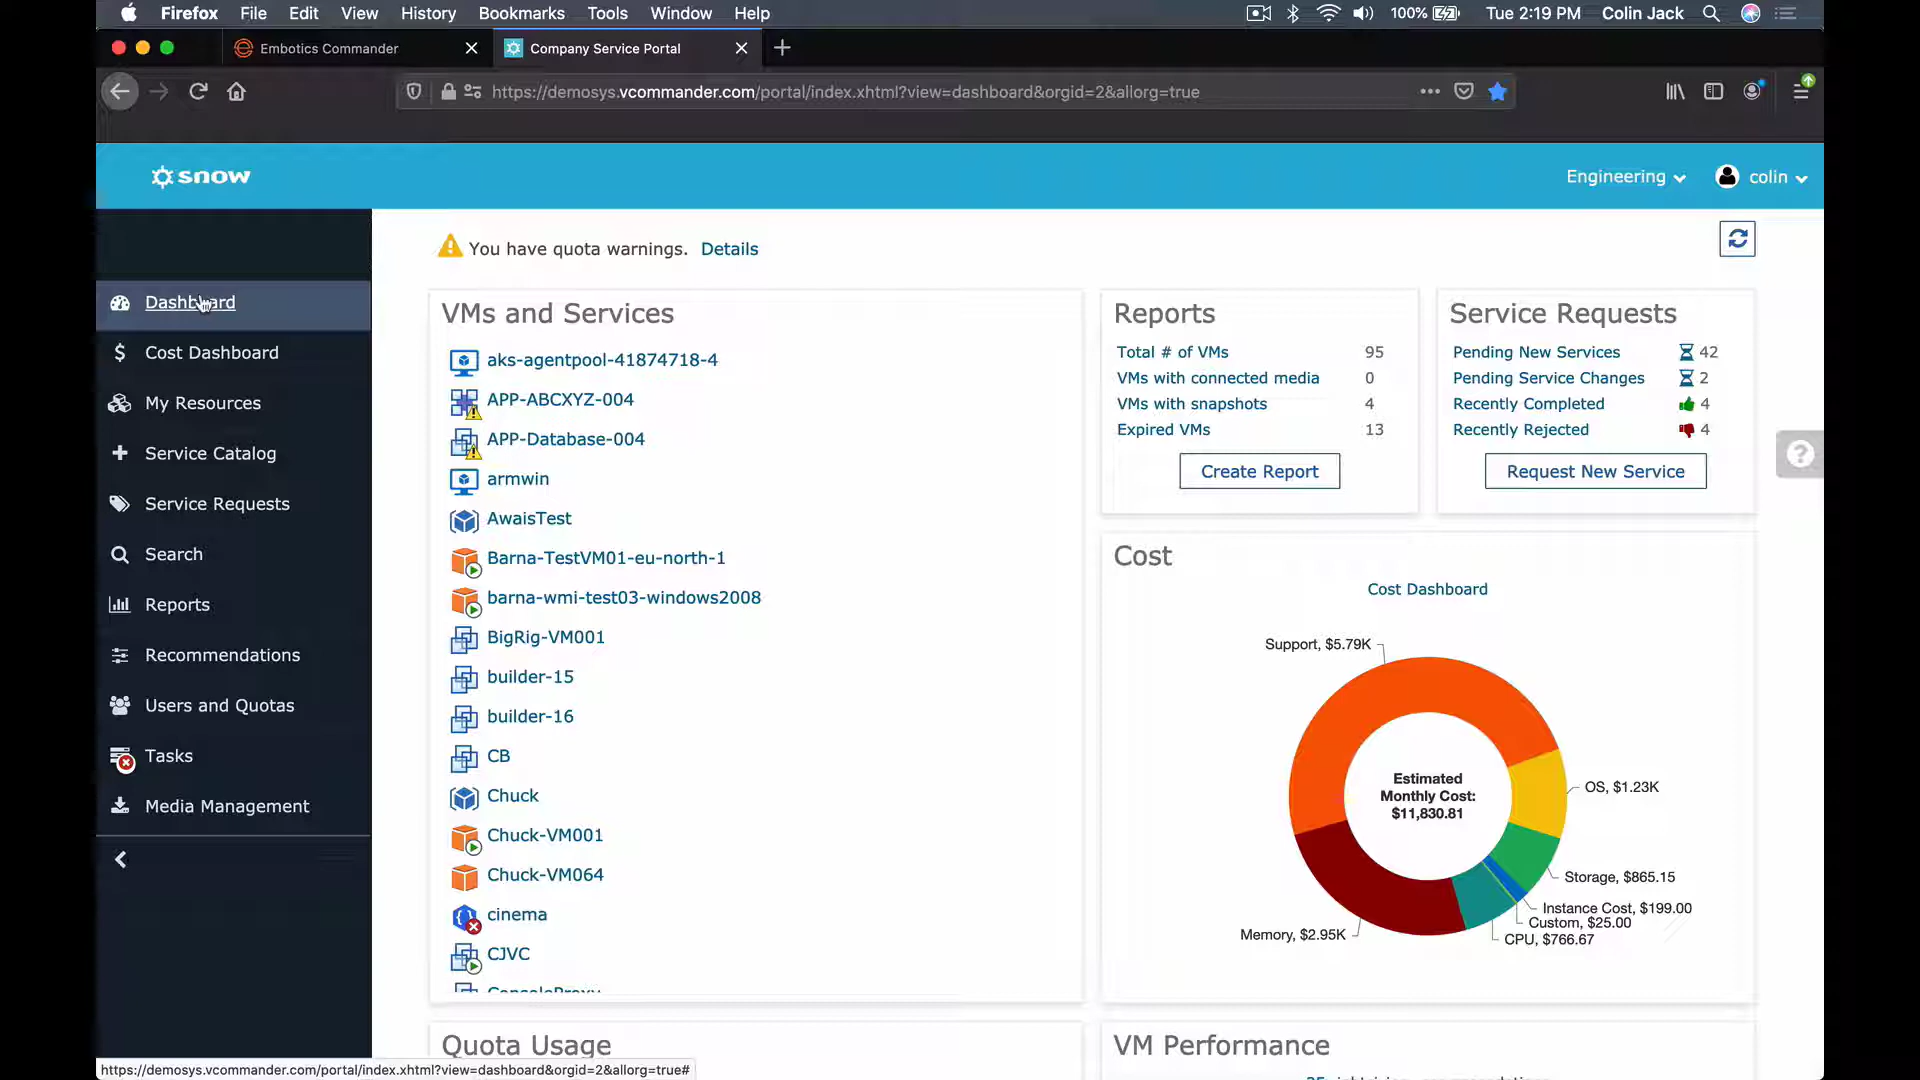 Firefox File Edit View History Bookmarks Tools Window Help 100% Tue 2:19 PM Colin Jack
Embotics Commander
Company Service Portal
https://demosys.vcommander.com/portal/index.xhtml?view=dashboard&orgid=2&allorg=true
snow
Engineering
colin
You have quota warnings. Details
Dashboard
Cost Dashboard
My Resources
Service Catalog
Service Requests
Search
Reports
Recommendations
Users and Quotas
Tasks
Media Management
VMs and Services
aks-agentpool-41874718-4
APP-ABCXYZ-004
APP-Database-004
armwin
AwaisTest
Barna-TestVM01-eu-north-1
barna-wmi-test03-windows2008
BigRig-VM001
builder-15
builder-16
CB
Chuck
Chuck-VM001
Chuck-VM064
cinema
CJVC
ConsoleProxy
Reports
Total # of VMs 95
VMs with connected media 0
VMs with snapshots 4
Expired VMs 13
Create Report
Service Requests
Pending New Services 42
Pending Service Changes 2
Recently Completed 4
Recently Rejected 4
Request New Service
Cost
Cost Dashboard
Support, $5.79K
OS, $1.23K
Estimated
Monthly Cost:
$11,830.81
Storage, $865.15
Instance Cost, $199.00
Custom, $25.00
CPU, $766.67
Memory, $2.95K
Quota Usage
VM Performance
https://demosys.vcommander.com/portal/index.xhtml?view=dashboard&orgid=2&allorg=true#